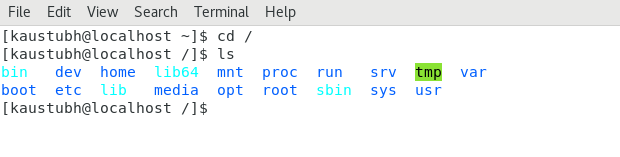 File Edit View Search Terminal Help
[kaustubh@localhost ~]$ cd /
[kaustubh@localhost /]$ ls
bin dev home lib64 mnt proc run srv tmp var
boot etc lib media opt root sbin sys usr
[kaustubh@localhost /]$